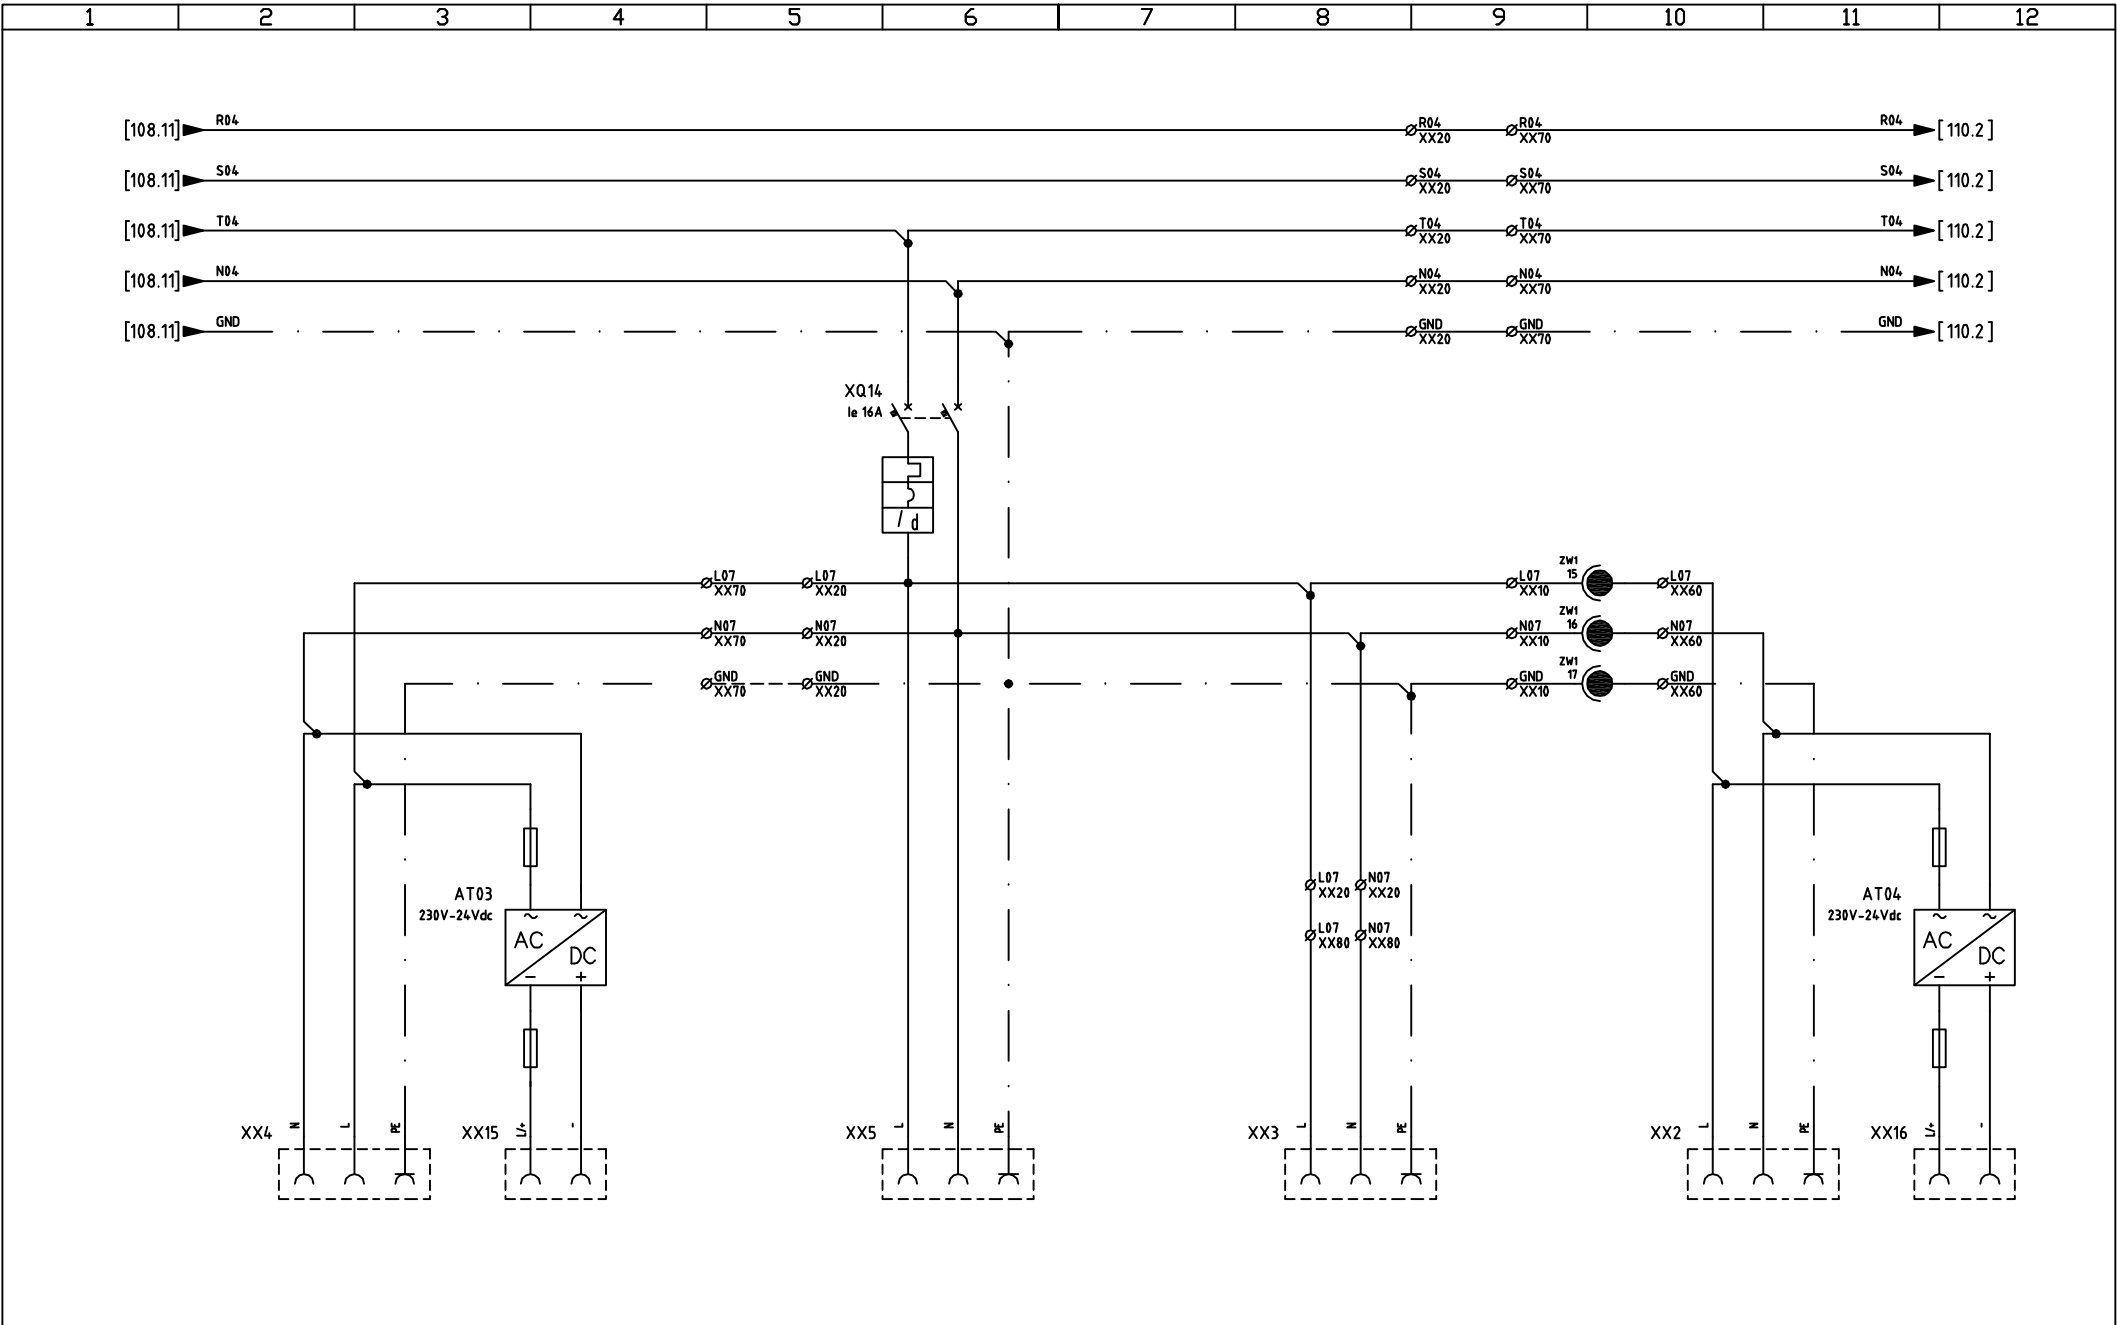 1 2 3 4 5 6 7 8 9 10 11 12
[108.11] R04 R04 R04 R04 [110.2]
XX20 XX70
[108.11] S04 S04 S04 S04 [110.2]
XX20 XX70
[108.11] T04 T04 T04 T04 [110.2]
XX20 XX70
[108.11] N04 N04 N04 N04 [110.2]
XX20 XX70
[108.11] GND GND GND GND [110.2]
XX20 XX70
XQ14
Ie 16A
I d
ZW1
15
L07 L07 L07 L07
XX70 XX20 XX10 XX60
ZW1
16
N07 N07 N07 N07
XX70 XX20 XX10 XX60
ZW1
17
GND GND GND GND
XX70 XX20 XX10 XX60
L07 N07
XX20 XX20
AT03 AT04
230V-24Vdc 230V-24Vdc
~ ~ ~ ~
L07 N07
XX80 XX80
AC AC
DC DC
- + - +
N L PE L/+ - L N PE L N PE L N PE L/+ -
XX4 XX15 XX5 XX3 XX2 XX16